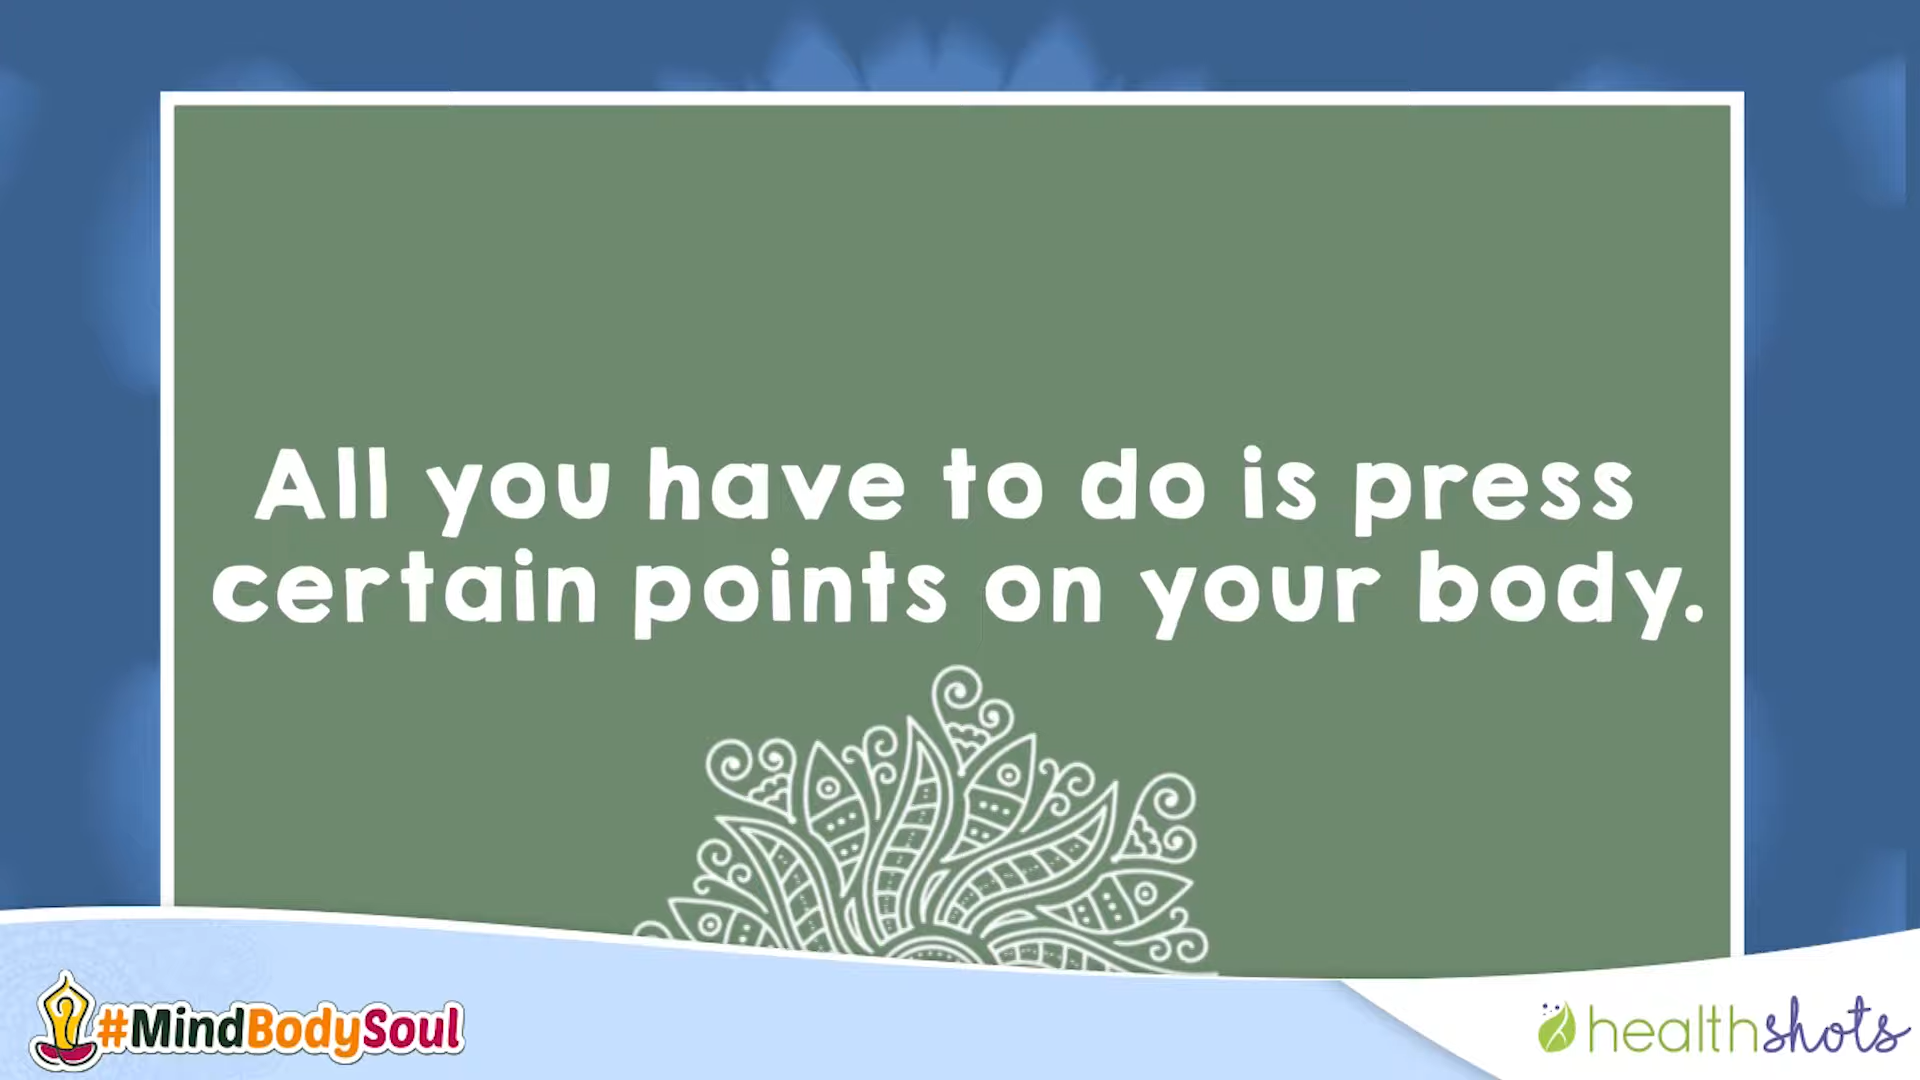 All you have to do is press
certain points on your body.
#MindBodySoul
healthshots